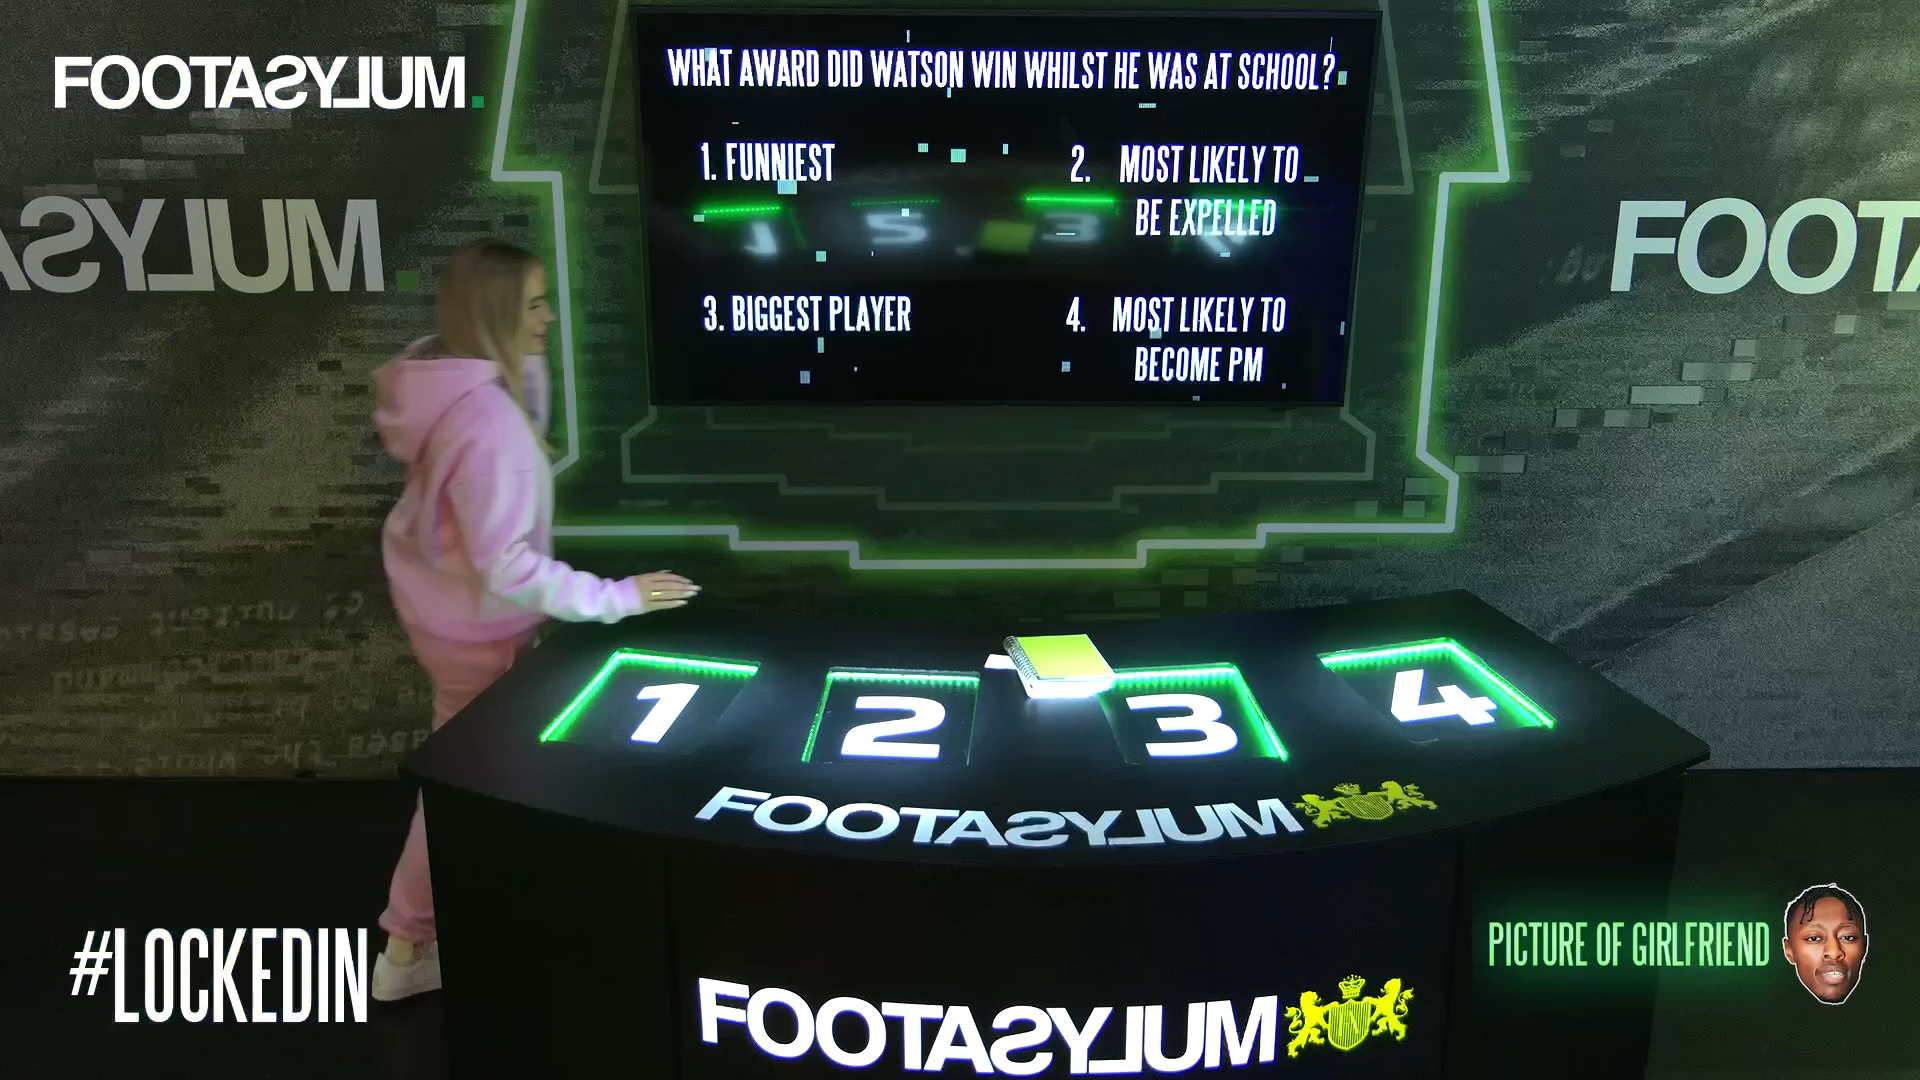 FOOTASYLUM.
WHAT AWARD DID WATSON WIN WHILST HE WAS AT SCHOOL?
1. FUNNIEST
2. MOST LIKELY TO
BE EXPELLED
3. BIGGEST PLAYER
4. MOST LIKELY TO
BECOME PM
SYLUM.
FOOT
1
2
3
4
FOOTASYLUM
#LOCKEDIN
PICTURE OF GIRLFRIEND
FOOTASYLUM